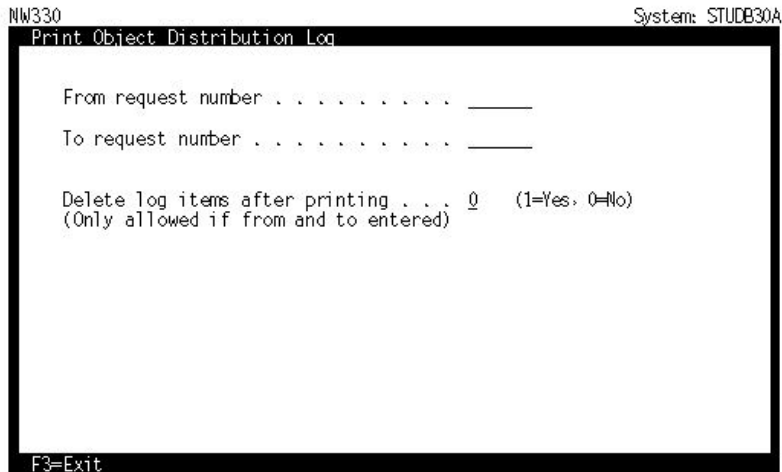 NW330 System: STUDB30A
Print Object Distribution Log
From request number . . . . . . . . . ______
To request number . . . . . . . . . . ______
Delete log items after printing . . . 0 (1=Yes, 0=No)
(Only allowed if from and to entered)
F3=Exit